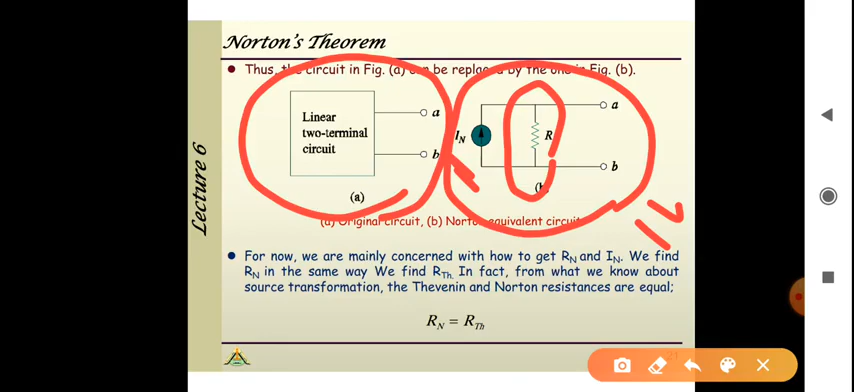 Norton's Theorem
Thus, the circuit in Fig. (a) can be replaced by the one in Fig. (b).
Linear
two-terminal
circuit
a
b
(a)
I_N
R
a
b
(b)
(a) Original circuit, (b) Norton equivalent circuit
For now, we are mainly concerned with how to get R_N and I_N. We find
R_N in the same way We find R_Th. In fact, from what we know about
source transformation, the Thevenin and Norton resistances are equal;
R_N = R_Th
Lecture 6